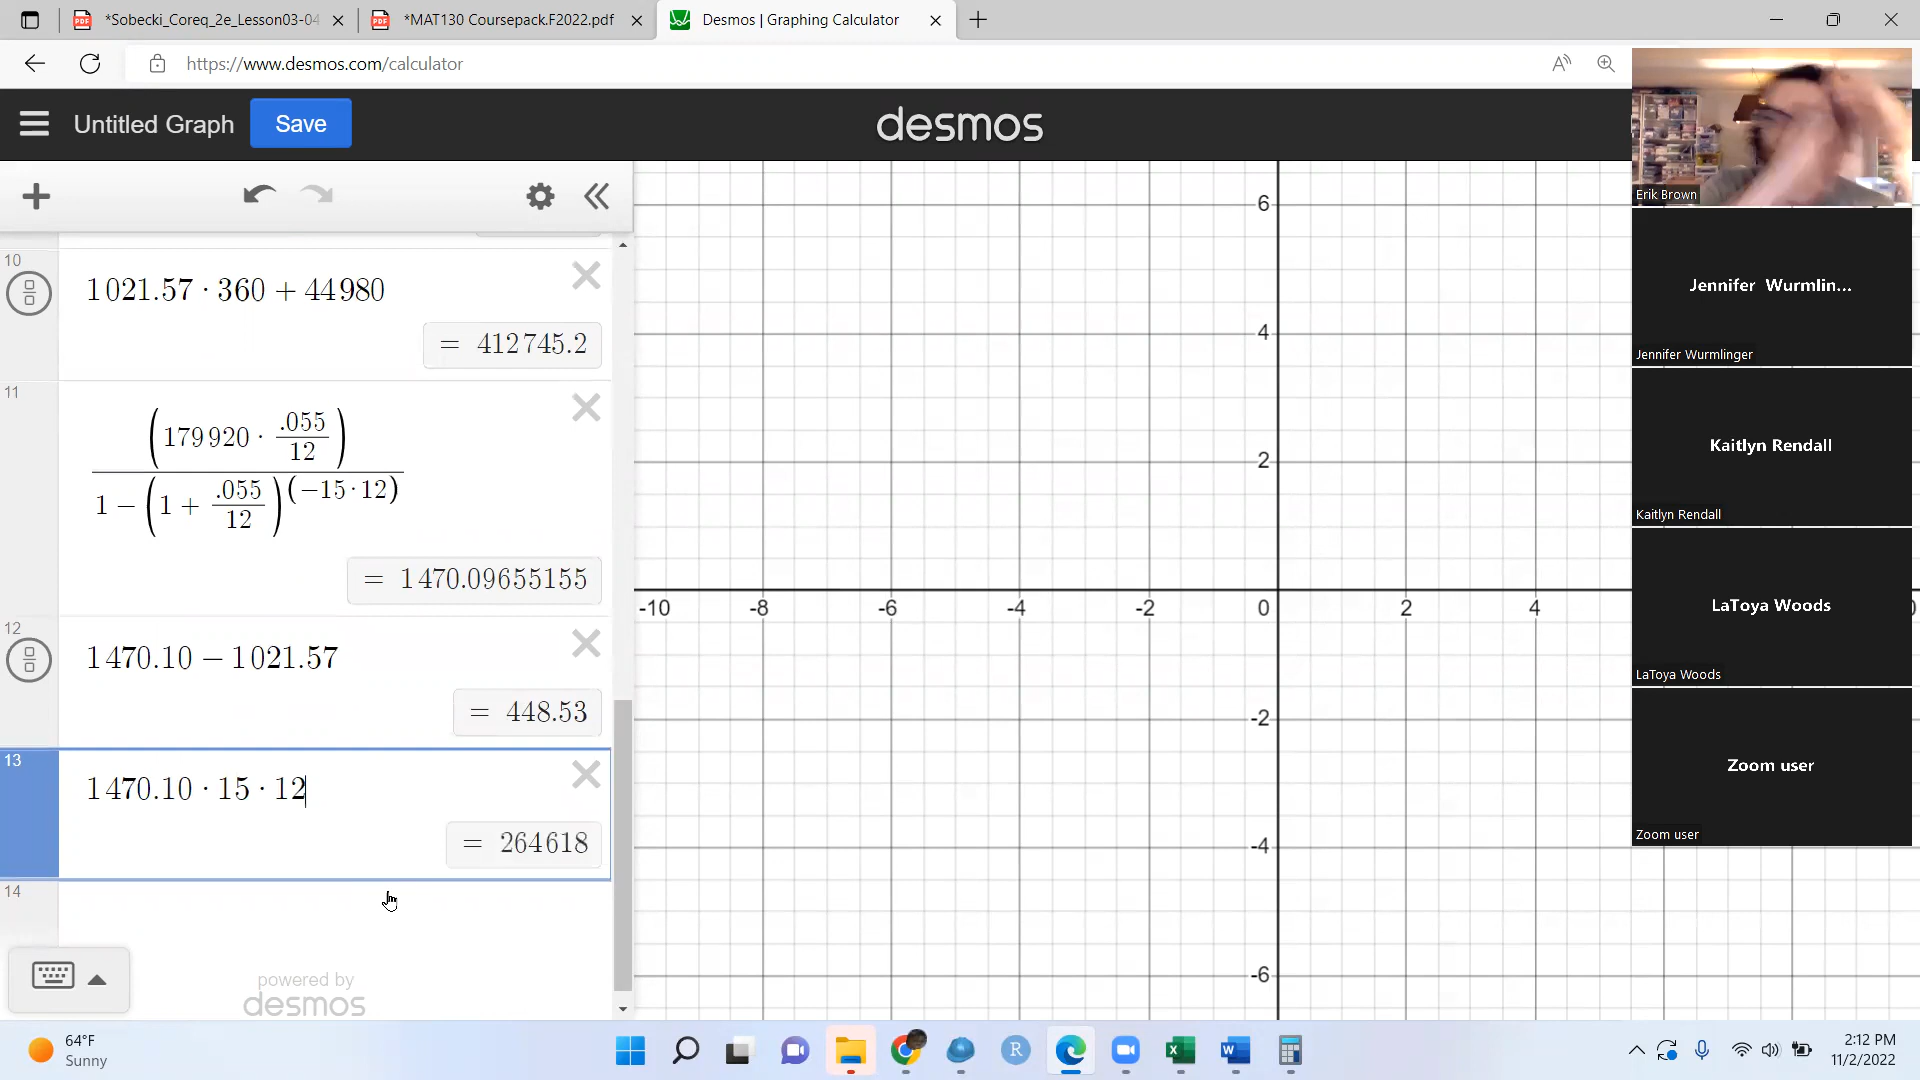 *Sobecki_Coreq_2e_Lesson03-04
*MAT130 Coursepack.F2022.pdf
Desmos | Graphing Calculator
https://www.desmos.com/calculator
Untitled Graph
Save
desmos
10
1021.57 · 360 + 44980
= 412745.2
11
(179920 · .055/12)
1 − (1 + .055/12)^(−15·12)
= 1470.09655155
12
1470.10 − 1021.57
= 448.53
13
1470.10 · 15 · 12
= 264618
14
powered by
desmos
6
4
2
-10 -8 -6 -4 -2 0 2 4
-2
-4
-6
Erik Brown
Jennifer Wurmlin...
Jennifer Wurmlinger
Kaitlyn Rendall
Kaitlyn Rendall
LaToya Woods
LaToya Woods
Zoom user
Zoom user
64°F
Sunny
2:12 PM
11/2/2022